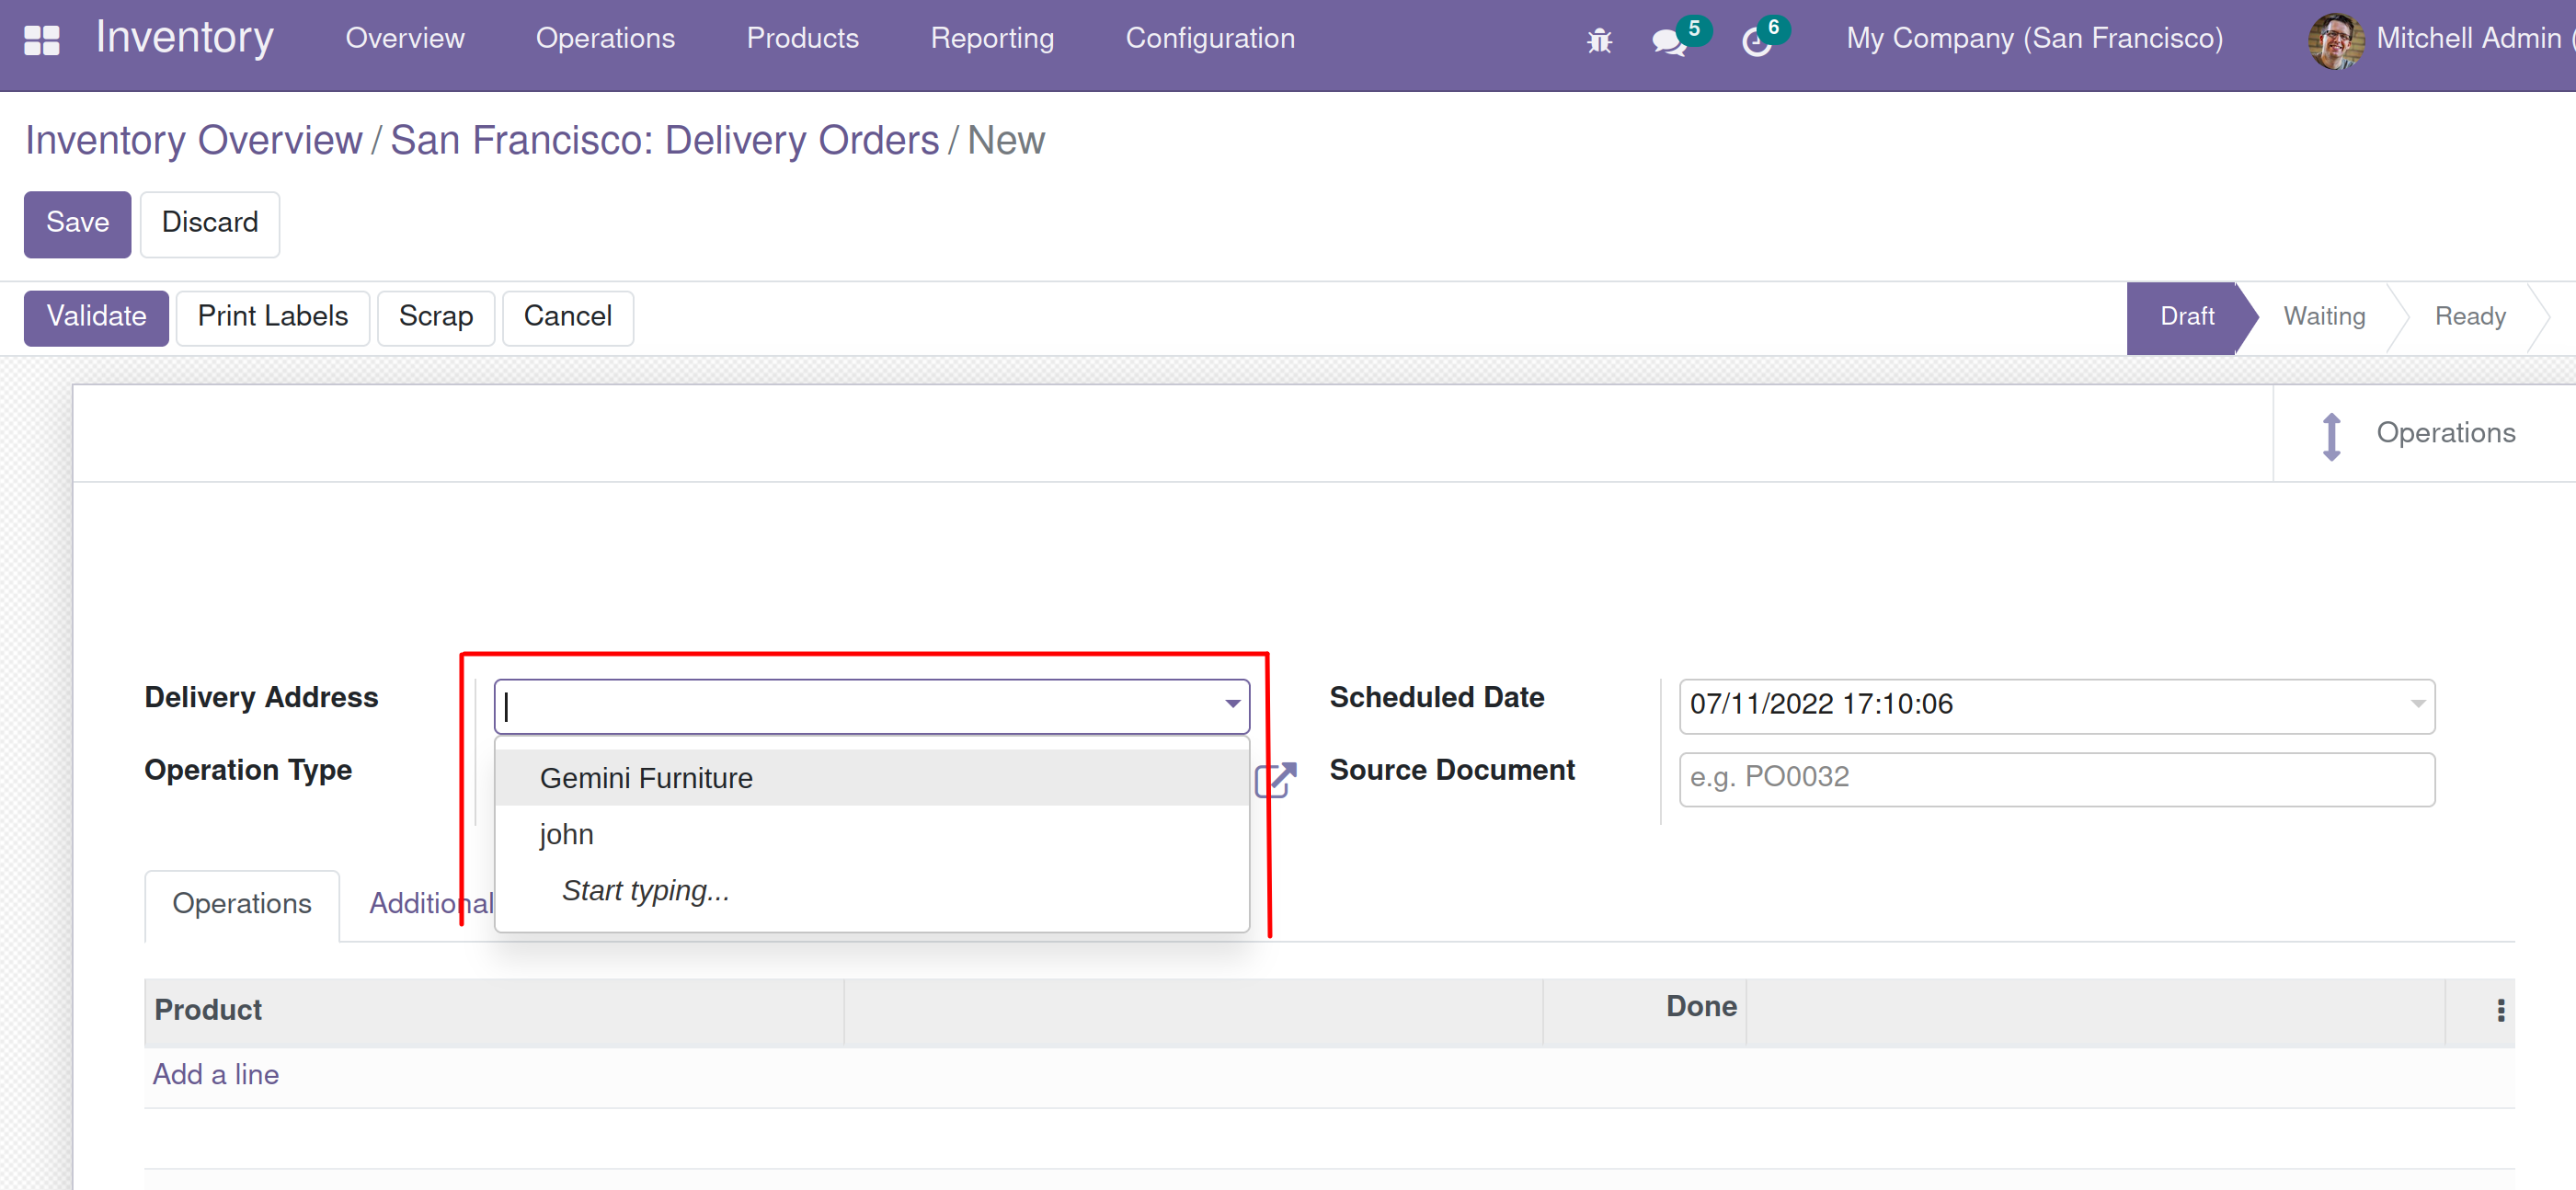 Inventory Overview Operations Products Reporting Configuration 5 6 My Company (San Francisco) Mitchell Admin (
Inventory Overview / San Francisco: Delivery Orders / New
Save Discard
Validate Print Labels Scrap Cancel Draft Waiting Ready
Operations
Delivery Address Scheduled Date 07/11/2022 17:10:06
Operation Type Gemini Furniture Source Document e.g. PO0032
john
Start typing...
Operations Additional
Product Done
Add a line